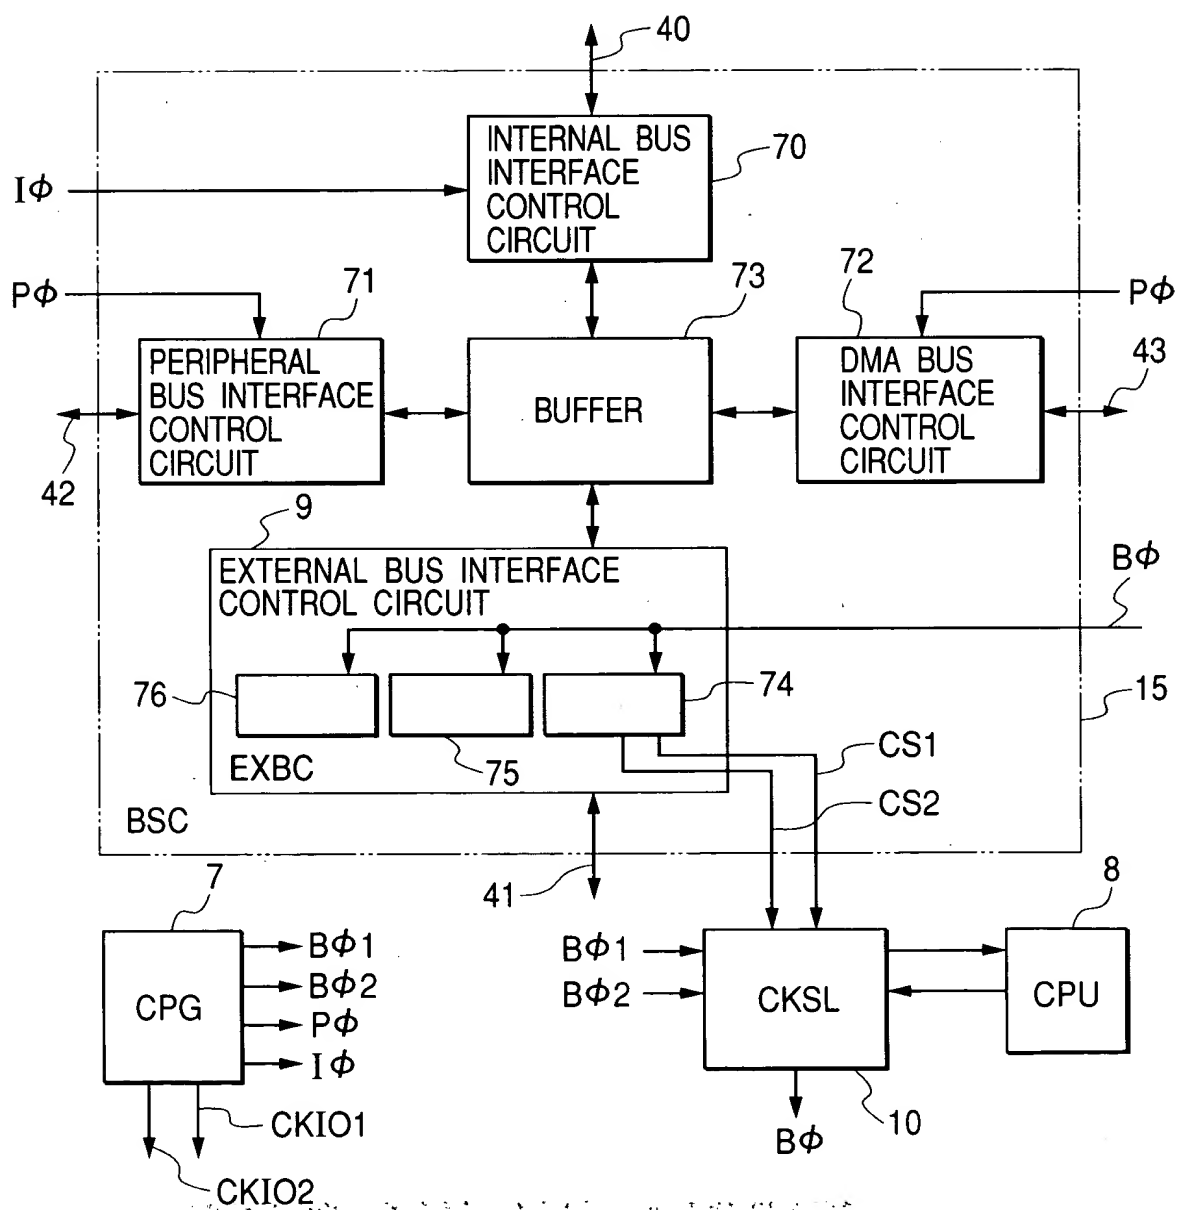 40
INTERNAL BUS
INTERFACE
CONTROL
CIRCUIT
70
IΦ
PΦ
71
73
72
PΦ
PERIPHERAL
BUS INTERFACE
CONTROL
CIRCUIT
BUFFER
DMA BUS
INTERFACE
CONTROL
CIRCUIT
43
42
9
EXTERNAL BUS INTERFACE
CONTROL CIRCUIT
BΦ
76
74
15
75
EXBC
CS1
CS2
BSC
41
7
8
CPG
BΦ1
BΦ2
PΦ
IΦ
BΦ1
BΦ2
CKSL
CPU
CKIO1
CKIO2
10
BΦ